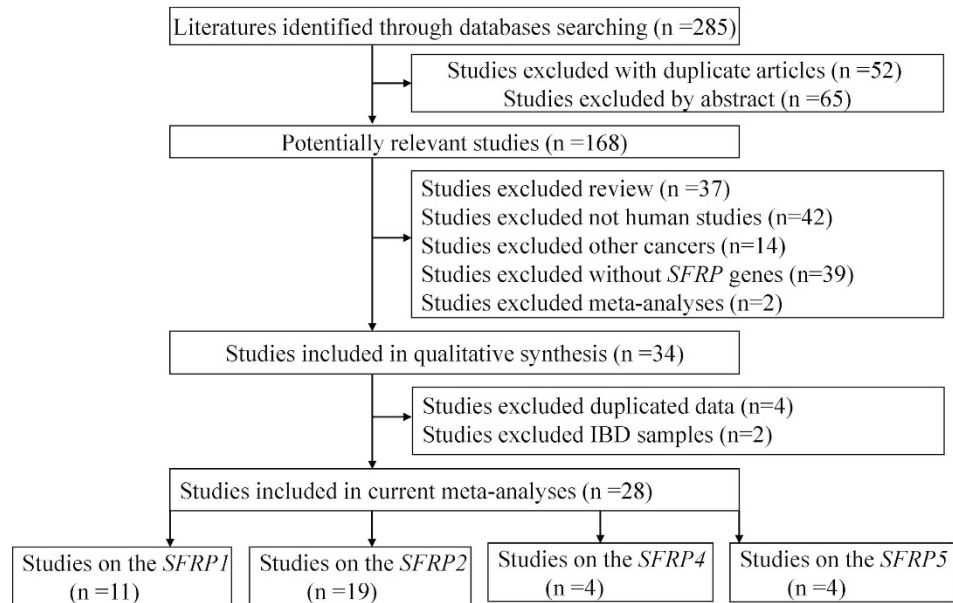 Literatures identified through databases searching (n =285)
Studies excluded with duplicate articles (n =52)
Studies excluded by abstract (n =65)
Potentially relevant studies (n =168)
Studies excluded review (n =37)
Studies excluded not human studies (n=42)
Studies excluded other cancers (n=14)
Studies excluded without SFRP genes (n=39)
Studies excluded meta-analyses (n=2)
Studies included in qualitative synthesis (n =34)
Studies excluded duplicated data (n=4)
Studies excluded IBD samples (n=2)
Studies included in current meta-analyses (n =28)
Studies on the SFRP1
(n =11)
Studies on the SFRP2
(n =19)
Studies on the SFRP4
(n =4)
Studies on the SFRP5
(n =4)